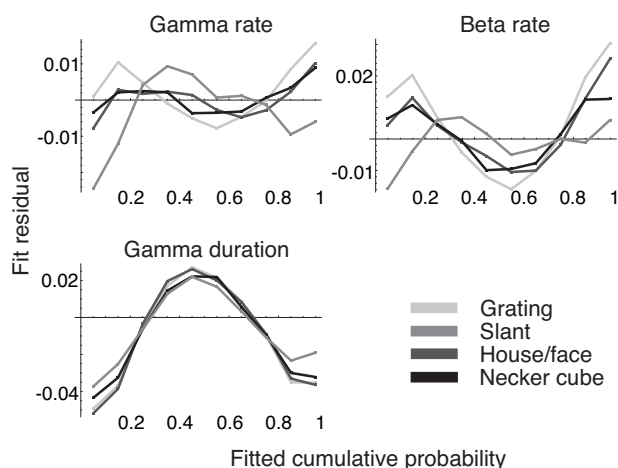 Gamma rate
Beta rate
0.01
-0.01
0.2 0.4 0.6 0.8 1
0.02
-0.01
0.2 0.4 0.6 0.8 1
Fit residual
Gamma duration
0.02
-0.04
0.2 0.4 0.6 0.8 1
Grating
Slant
House/face
Necker cube
Fitted cumulative probability